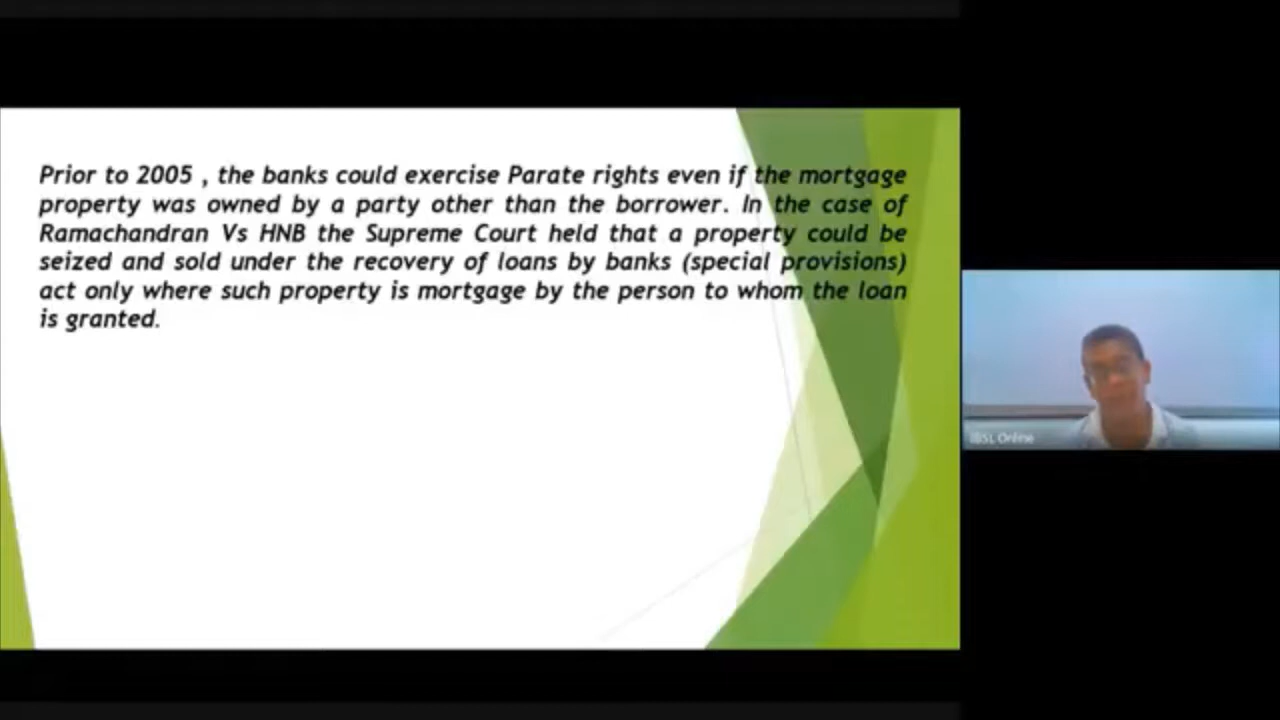 Prior to 2005 , the banks could exercise Parate rights even if the mortgage
property was owned by a party other than the borrower. In the case of
Ramachandran Vs HNB the Supreme Court held that a property could be
seized and sold under the recovery of loans by banks (special provisions)
act only where such property is mortgage by the person to whom the loan
is granted.
IBSL Online